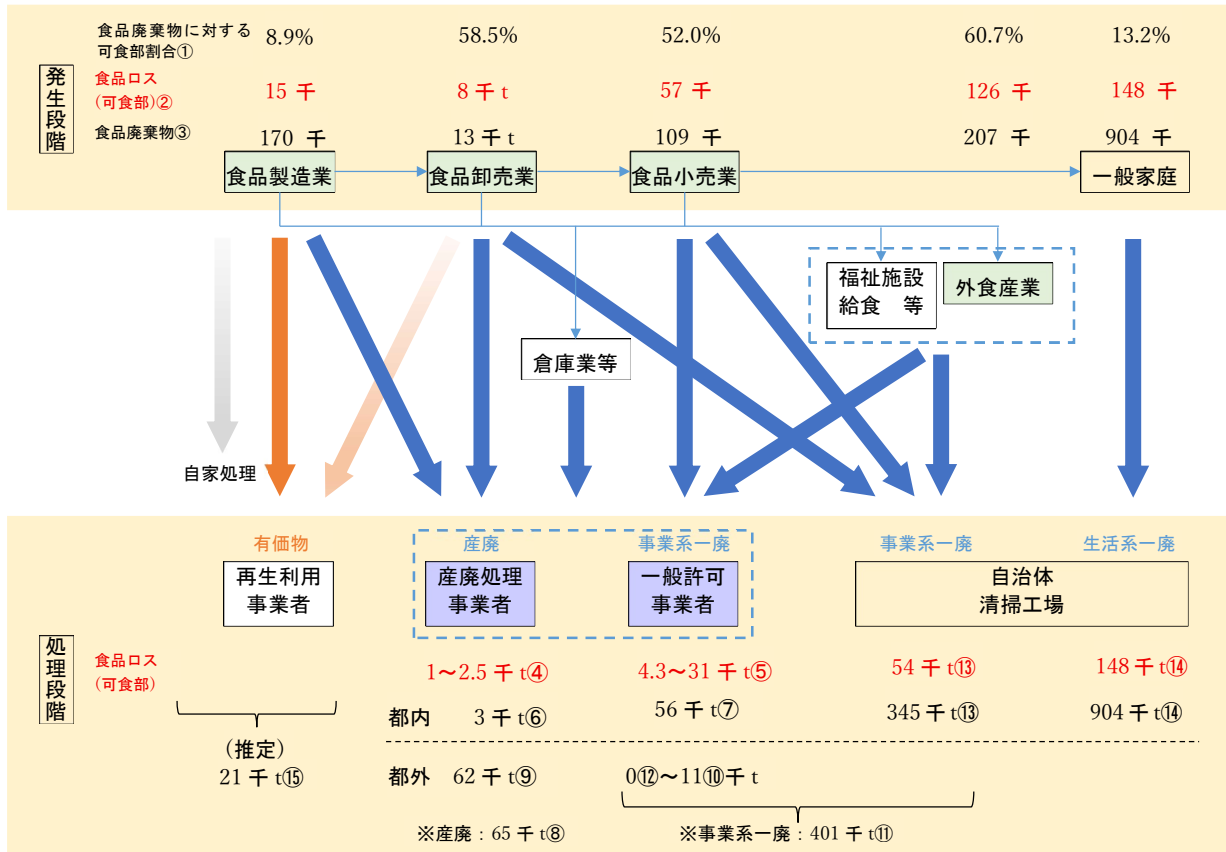 食品廃棄物に対する
可食部割合①
8.9%
58.5%
52.0%
60.7%
13.2%
発生段階
食品ロス
(可食部)②
15 千
8 千 t
57 千
126 千
148 千
食品廃棄物③
170 千
13 千 t
109 千
207 千
904 千
食品製造業
食品卸売業
食品小売業
一般家庭
福祉施設
給食 等
外食産業
倉庫業等
自家処理
有価物
産廃
事業系一廃
事業系一廃
生活系一廃
再生利用
事業者
産廃処理
事業者
一般許可
事業者
自治体
清掃工場
処理段階
食品ロス
(可食部)
1～2.5 千 t④
4.3～31 千 t⑤
54 千 t⑬
148 千 t⑭
都内
3 千 t⑥
56 千 t⑦
345 千 t⑬
904 千 t⑭
(推定)
21 千 t⑮
都外
62 千 t⑨
0⑫～11⑩千 t
※産廃：65 千 t⑧
※事業系一廃：401 千 t⑪